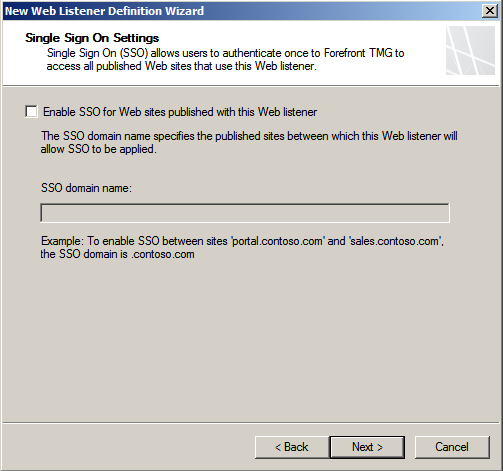 New Web Listener Definition Wizard
Single Sign On Settings
Single Sign On (SSO) allows users to authenticate once to Forefront TMG to
access all published Web sites that use this Web listener.
Enable SSO for Web sites published with this Web listener
The SSO domain name specifies the published sites between which this Web listener will
allow SSO to be applied.
SSO domain name:
Example: To enable SSO between sites 'portal.contoso.com' and 'sales.contoso.com',
the SSO domain is .contoso.com
< Back
Next >
Cancel